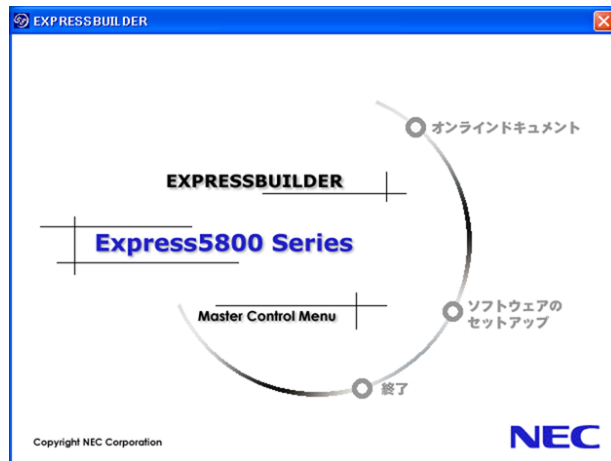 EXPRESSBUILDER
オンラインドキュメント
EXPRESSBUILDER
Express5800 Series
ソフトウェアの
セットアップ
Master Control Menu
終了
Copyright NEC Corporation
NEC